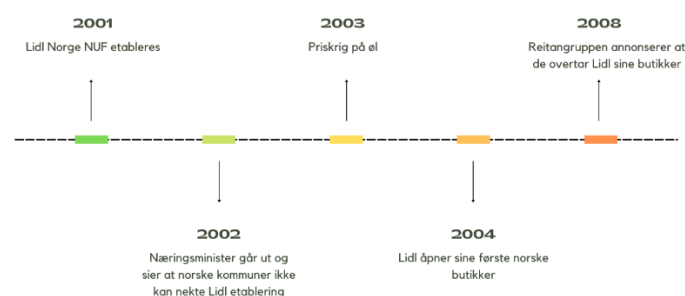 2001
Lidl Norge NUF etableres
2002
Næringsminister går ut og
sier at norske kommuner ikke
kan nekte Lidl etablering
2003
Priskrig på øl
2004
Lidl åpner sine første norske
butikker
2008
Reitangruppen annonserer at
de overtar Lidl sine butikker